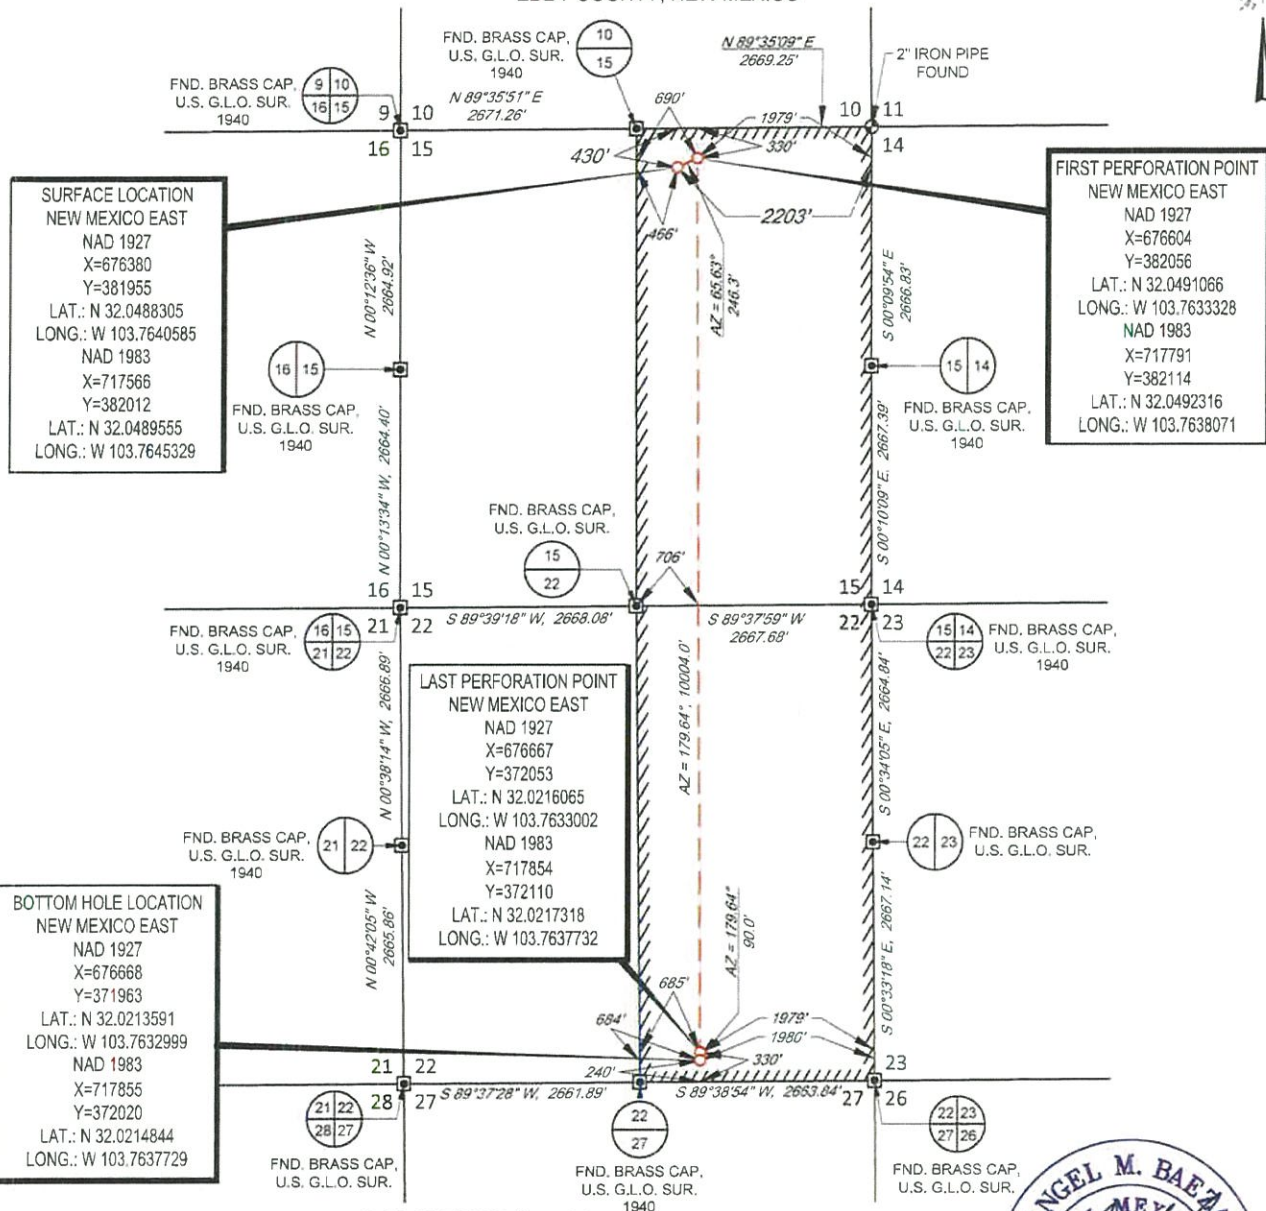 FND. BRASS CAP,
U.S. G.L.O. SUR.
1940
10
15
N 89°35'09" E
2669.25'
2" IRON PIPE
FOUND
FND. BRASS CAP,
U.S. G.L.O. SUR.
1940
9 10
16 15
9 10
N 89°35'51" E
2671.26'
690'
1979'
10 11
16 15
430'
330'
14
SURFACE LOCATION
NEW MEXICO EAST
NAD 1927
X=676380
Y=381955
LAT.: N 32.0488305
LONG.: W 103.7640585
NAD 1983
X=717566
Y=382012
LAT.: N 32.0489555
LONG.: W 103.7645329
FIRST PERFORATION POINT
NEW MEXICO EAST
NAD 1927
X=676604
Y=382056
LAT.: N 32.0491066
LONG.: W 103.7633328
NAD 1983
X=717791
Y=382114
LAT.: N 32.0492316
LONG.: W 103.7638071
466'
2203'
N 00°12'36" W
2664.92'
AZ = 65.63°
246.3'
S 00°09'54" E
2666.83'
16 15
FND. BRASS CAP,
U.S. G.L.O. SUR.
1940
15 14
FND. BRASS CAP,
U.S. G.L.O. SUR.
1940
N 00°13'34" W, 2664.40'
S 00°10'09" E, 2667.39'
FND. BRASS CAP,
U.S. G.L.O. SUR.
15
22
706'
16 15
15 14
21 22
S 89°39'18" W, 2668.08'
S 89°37'59" W
2667.68'
22 23
FND. BRASS CAP,
U.S. G.L.O. SUR.
1940
16 15
21 22
15 14
22 23
FND. BRASS CAP,
U.S. G.L.O. SUR.
1940
N 00°38'14" W, 2666.89'
AZ = 179.64°, 10004.0'
S 00°34'05" E, 2664.84'
LAST PERFORATION POINT
NEW MEXICO EAST
NAD 1927
X=676667
Y=372053
LAT.: N 32.0216065
LONG.: W 103.7633002
NAD 1983
X=717854
Y=372110
LAT.: N 32.0217318
LONG.: W 103.7637732
FND. BRASS CAP,
U.S. G.L.O. SUR.
1940
21 22
22 23
FND. BRASS CAP,
U.S. G.L.O. SUR.
BOTTOM HOLE LOCATION
NEW MEXICO EAST
NAD 1927
X=676668
Y=371963
LAT.: N 32.0213591
LONG.: W 103.7632999
NAD 1983
X=717855
Y=372020
LAT.: N 32.0214844
LONG.: W 103.7637729
N 00°42'05" W
2665.86'
AZ = 179.64°
90.0'
S 00°33'18" E, 2667.14'
685'
684'
1979'
1980'
240'
330'
21 22
23
28 27
S 89°37'28" W, 2661.89'
S 89°38'54" W, 2663.84'
27 26
21 22
28 27
FND. BRASS CAP,
U.S. G.L.O. SUR.
22
27
FND. BRASS CAP,
U.S. G.L.O. SUR.
1940
22 23
27 26
FND. BRASS CAP,
U.S. G.L.O. SUR.
NGEL M. BAEZA